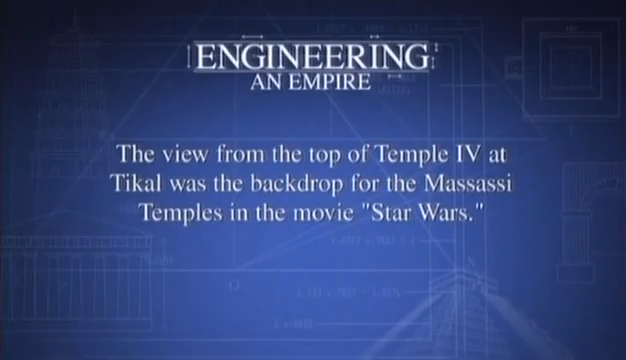 ENGINEERING
AN EMPIRE
The view from the top of Temple IV at
Tikal was the backdrop for the Massassi
Temples in the movie "Star Wars."